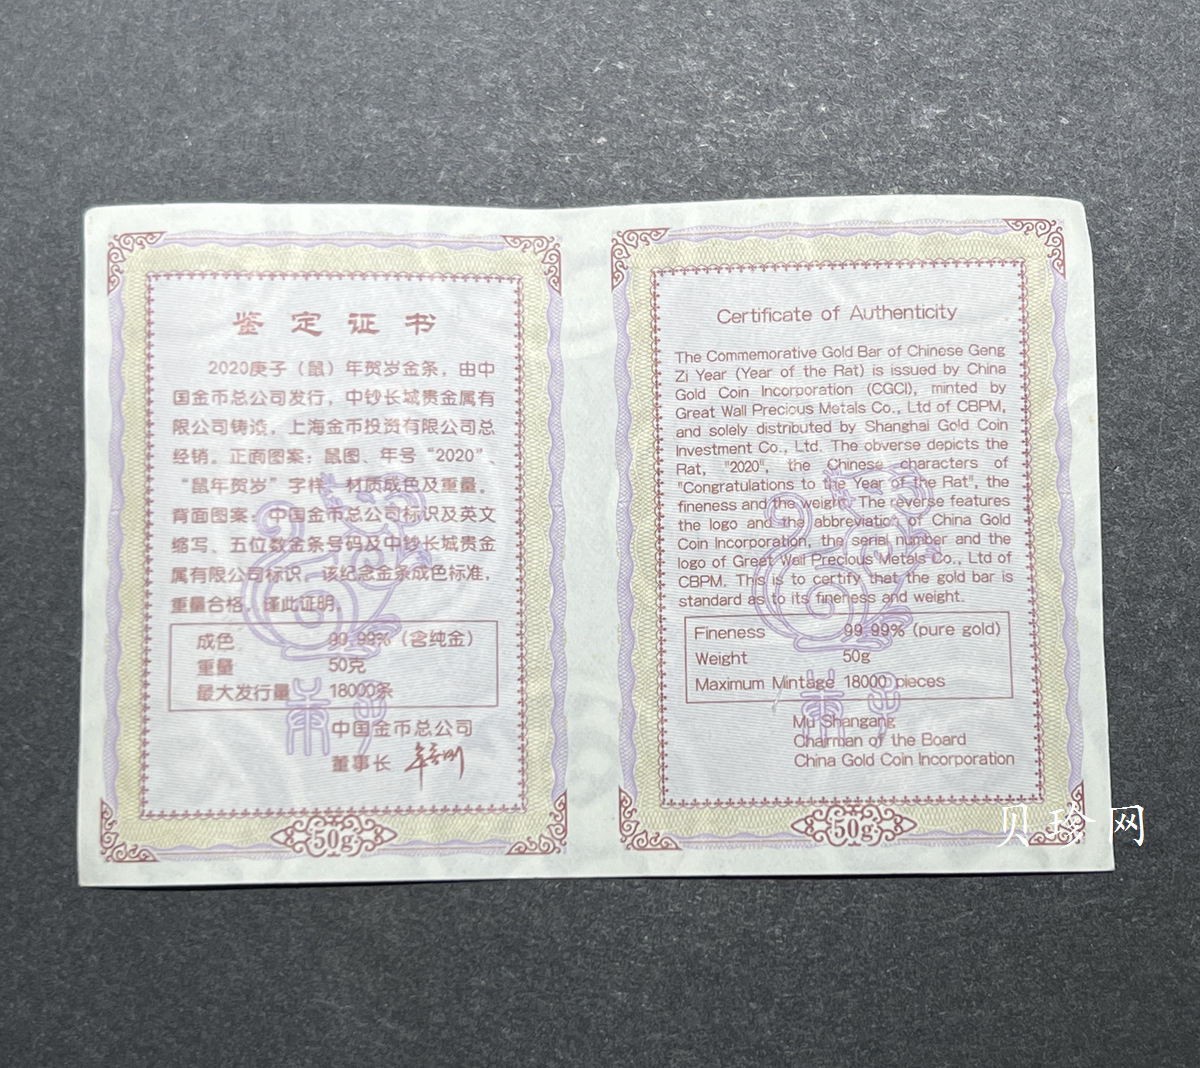 鉴定证书
2020庚子（鼠）年贺岁金条，由中
国金币总公司发行，中钞长城贵金属有
限公司铸造，上海金币投资有限公司总
经销。正面图案：鼠图、年号“2020”、
“鼠年贺岁”字样、材质成色及重量。
背面图案：中国金币总公司标识及英文
缩写、五位数金条号码及中钞长城贵金
属有限公司标识。该纪念金条成色标准，
重量合格，谨此证明。
成色 99.99%（含纯金）
重量 50克
最大发行量 18000条
中国金币总公司
董事长
50g
Certificate of Authenticity
The Commemorative Gold Bar of Chinese Geng
Zi Year (Year of the Rat) is issued by China
Gold Coin Incorporation (CGCI), minted by
Great Wall Precious Metals Co., Ltd of CBPM,
and solely distributed by Shanghai Gold Coin
Investment Co., Ltd. The obverse depicts the
Rat, "2020", the Chinese characters of
"Congratulations to the Year of the Rat", the
fineness and the weight. The reverse features
the logo and the abbreviation of China Gold
Coin Incorporation, the serial number and the
logo of Great Wall Precious Metals Co., Ltd of
CBPM. This is to certify that the gold bar is
standard as to its fineness and weight.
Fineness 99.99% (pure gold)
Weight 50g
Maximum Mintage 18000 pieces
Mu Shangang
Chairman of the Board
China Gold Coin Incorporation
50g
贝珍网